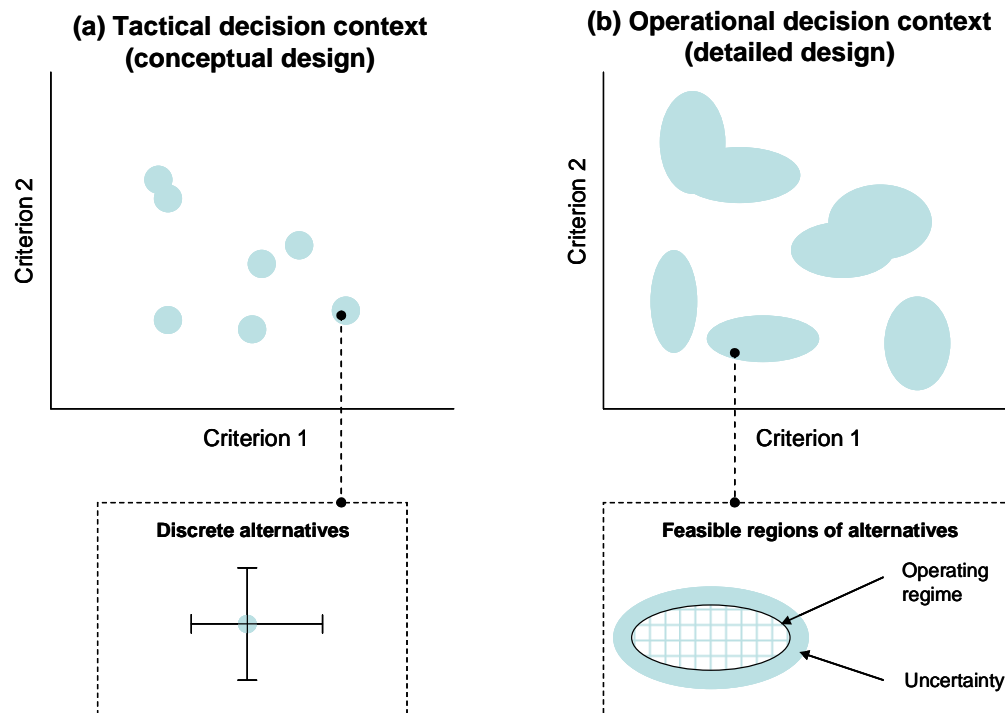 (a) Tactical decision context
(conceptual design)
Criterion 2
Criterion 1
Discrete alternatives
(b) Operational decision context
(detailed design)
Criterion 2
Criterion 1
Feasible regions of alternatives
Operating
regime
Uncertainty